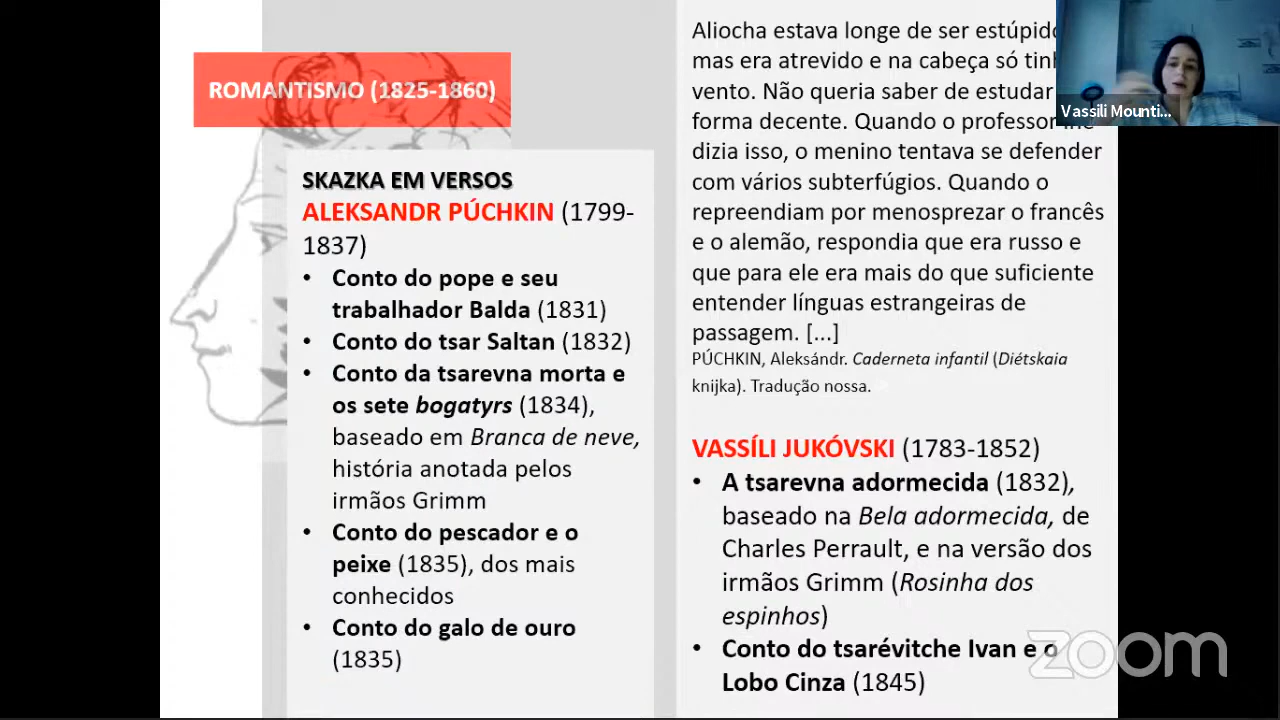 ROMANTISMO (1825-1860)
SKAZKA EM VERSOS
ALEKSANDR PÚCHKIN (1799-
1837)
• Conto do pope e seu
trabalhador Balda (1831)
• Conto do tsar Saltan (1832)
• Conto da tsarevna morta e
os sete bogatyrs (1834),
baseado em Branca de neve,
história anotada pelos
irmãos Grimm
• Conto do pescador e o
peixe (1835), dos mais
conhecidos
• Conto do galo de ouro
(1835)
Aliocha estava longe de ser estúpido
mas era atrevido e na cabeça só
vento. Não queria saber de estudar
forma decente. Quando o professor
dizia isso, o menino tentava se defender
com vários subterfúgios. Quando o
repreendiam por menosprezar o francês
e o alemão, respondia que era russo e
que para ele era mais do que suficiente
entender línguas estrangeiras de
passagem. [...]
PÚCHKIN, Aleksándr. Caderneta infantil (Diétskaia
knijka). Tradução nossa.
VASSÍLI JUKÓVSKI (1783-1852)
• A tsarevna adormecida (1832),
baseado na Bela adormecida, de
Charles Perrault, e na versão dos
irmãos Grimm (Rosinha dos
espinhos)
• Conto do tsarévitche Ivan e o
Lobo Cinza (1845)
Vassili Mounti...
zoom